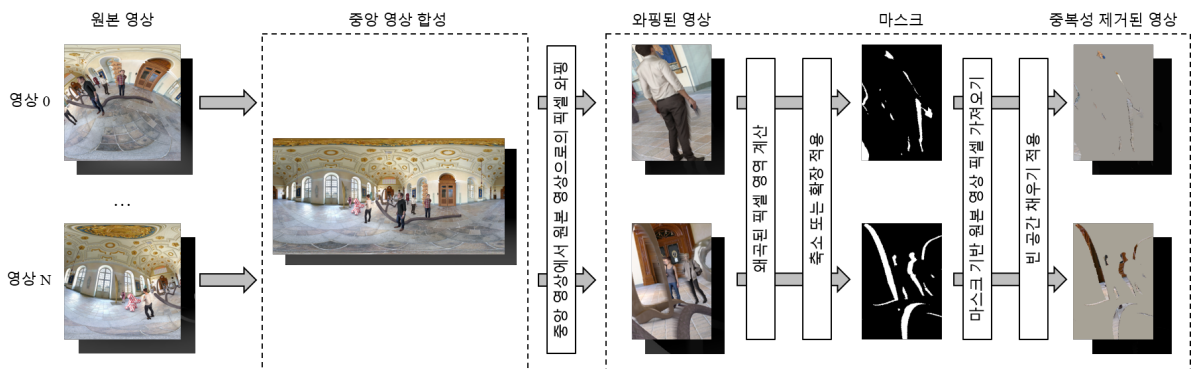 원본 영상
중앙 영상 합성
와핑된 영상
마스크
중복성 제거된 영상
영상 0
...
영상 N
중앙 영상에서 원본 영상으로의 픽셀 와핑
왜곡된 픽셀 영역 계산
축소 또는 확장 적용
마스크 기반 원본 영상 픽셀 가져오기
빈 공간 채우기 적용